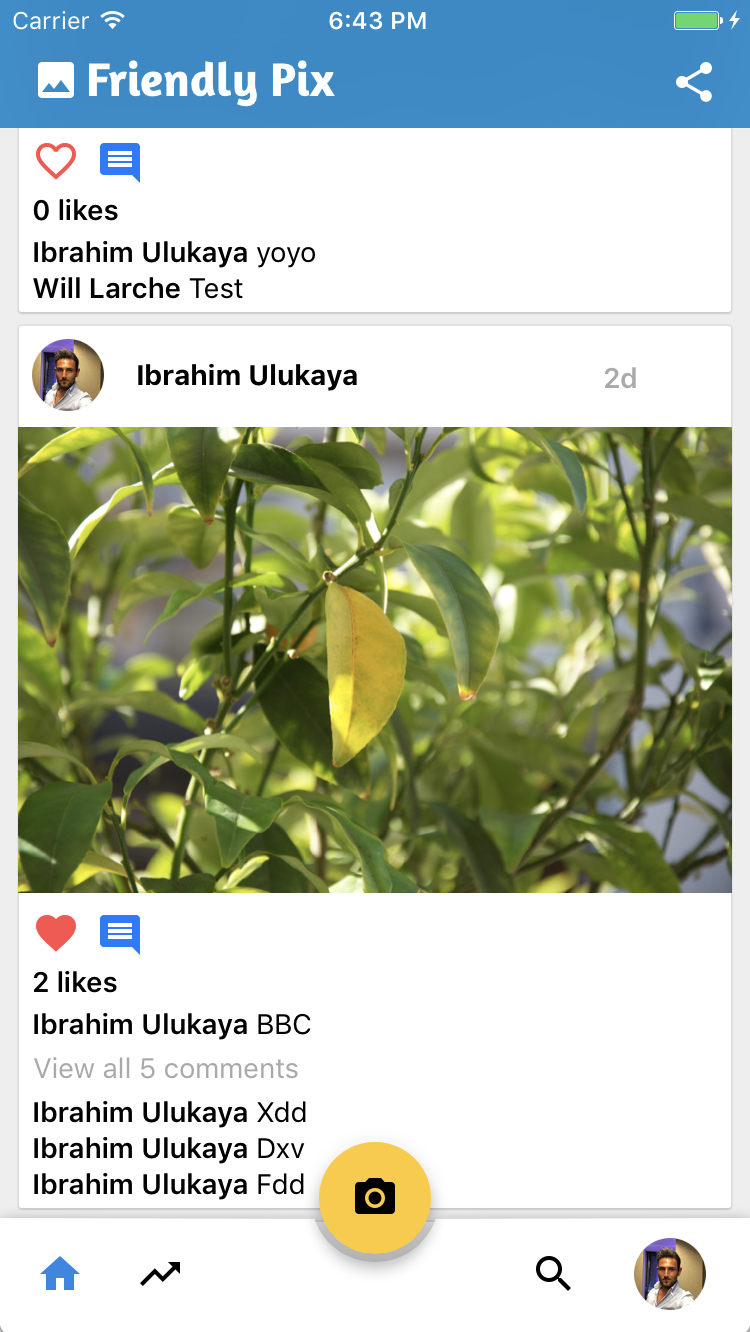 Carrier 6:43 PM
Friendly Pix
0 likes
Ibrahim Ulukaya yoyo
Will Larche Test
Ibrahim Ulukaya 2d
2 likes
Ibrahim Ulukaya BBC
View all 5 comments
Ibrahim Ulukaya Xdd
Ibrahim Ulukaya Dxv
Ibrahim Ulukaya Fdd